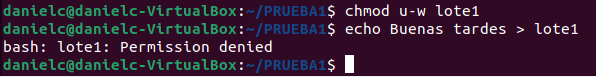 danielc@danielc-VirtualBox:~/PRUEBA1$ chmod u-w lote1
danielc@danielc-VirtualBox:~/PRUEBA1$ echo Buenas tardes > lote1
bash: lote1: Permission denied
danielc@danielc-VirtualBox:~/PRUEBA1$